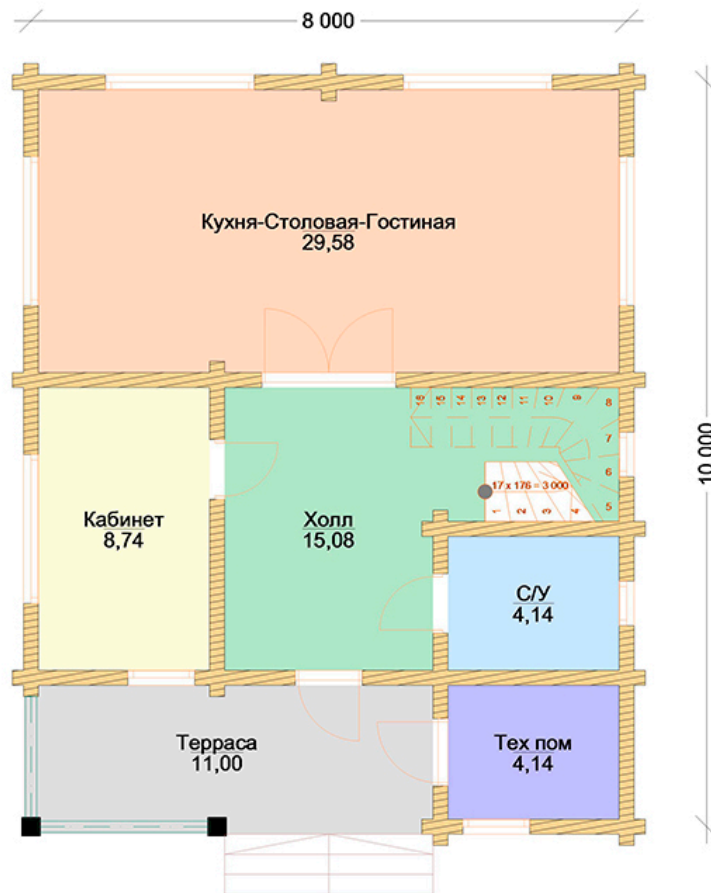 8 000
Кухня-Столовая-Гостиная
29,58
10 000
16 15 14 13 12 11 10 9 8
7
6
5
17 x 176 = 3 000
1 2 3 4
Кабинет
8,74
Холл
15,08
С/У
4,14
Терраса
11,00
Тех пом
4,14